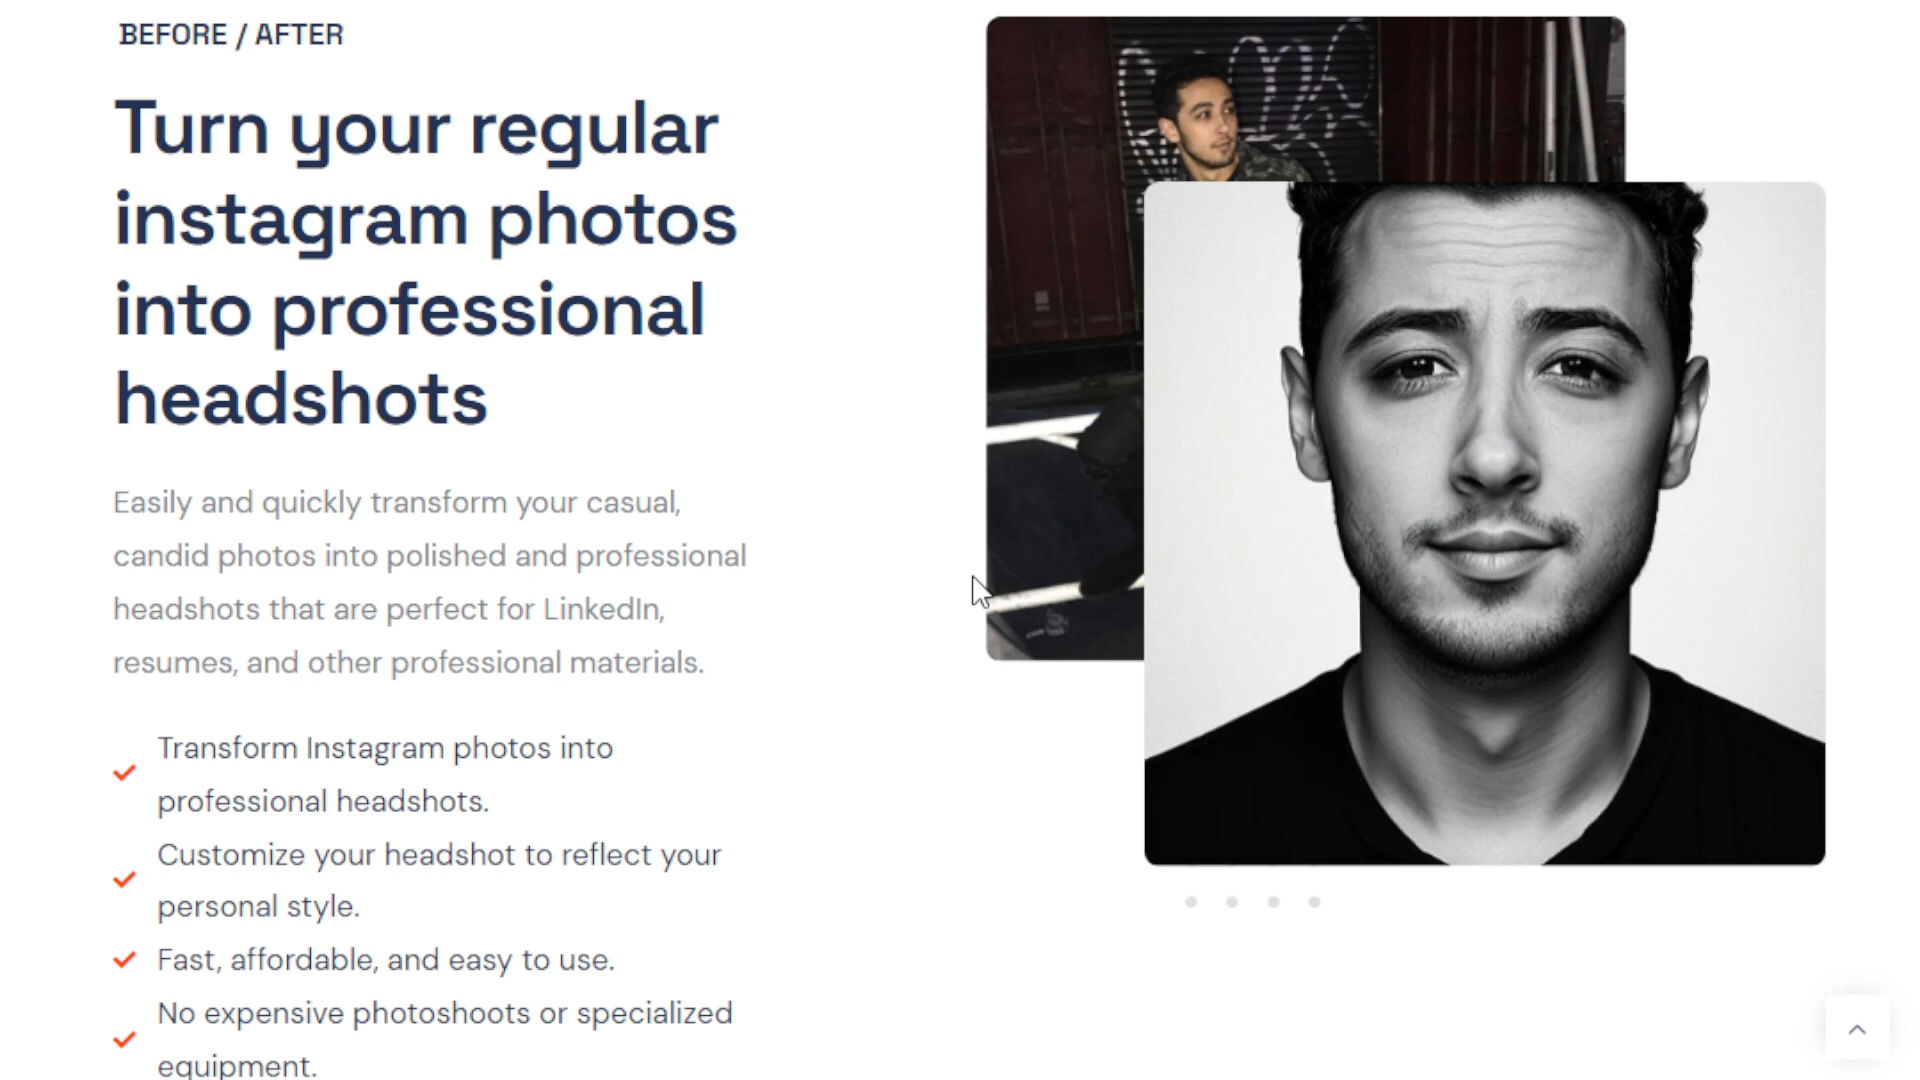 BEFORE / AFTER
Turn your regular
instagram photos
into professional
headshots
Easily and quickly transform your casual,
candid photos into polished and professional
headshots that are perfect for LinkedIn,
resumes, and other professional materials.
Transform Instagram photos into
professional headshots.
Customize your headshot to reflect your
personal style.
Fast, affordable, and easy to use.
No expensive photoshoots or specialized
equipment.